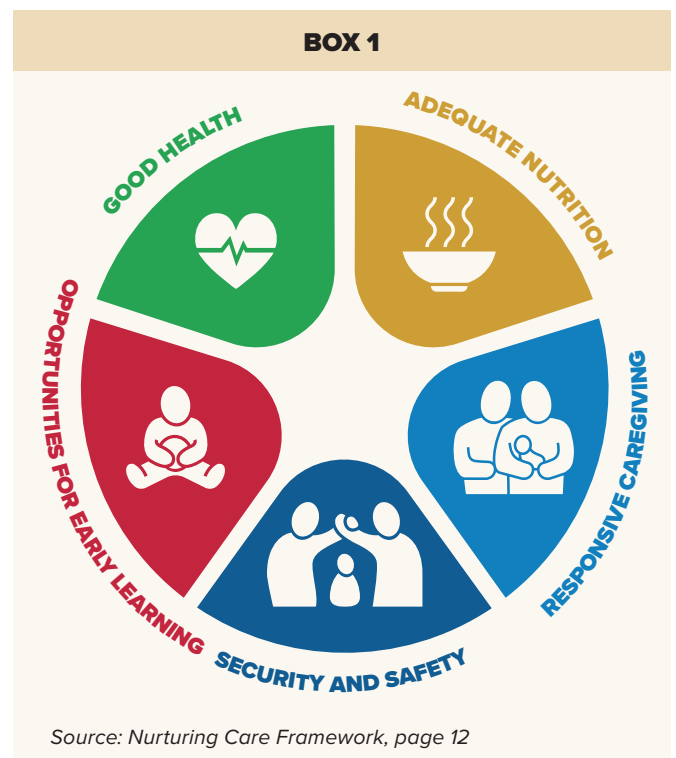 BOX 1
GOOD HEALTH
ADEQUATE NUTRITION
OPPORTUNITIES FOR EARLY LEARNING
RESPONSIVE CAREGIVING
SECURITY AND SAFETY
Source: Nurturing Care Framework, page 12